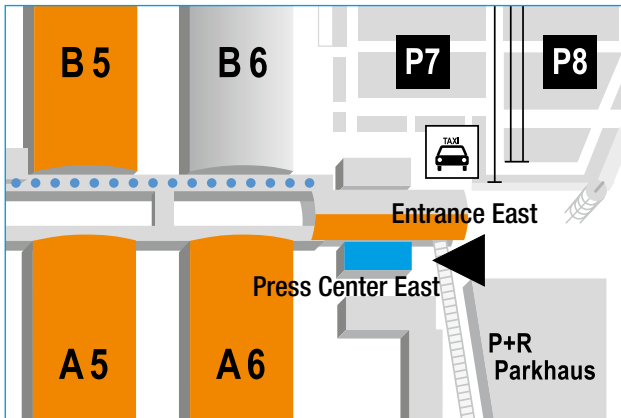 B 5
B 6
P7
P8
TAXI
Entrance East
Press Center East
A 5
A 6
P+R
Parkhaus